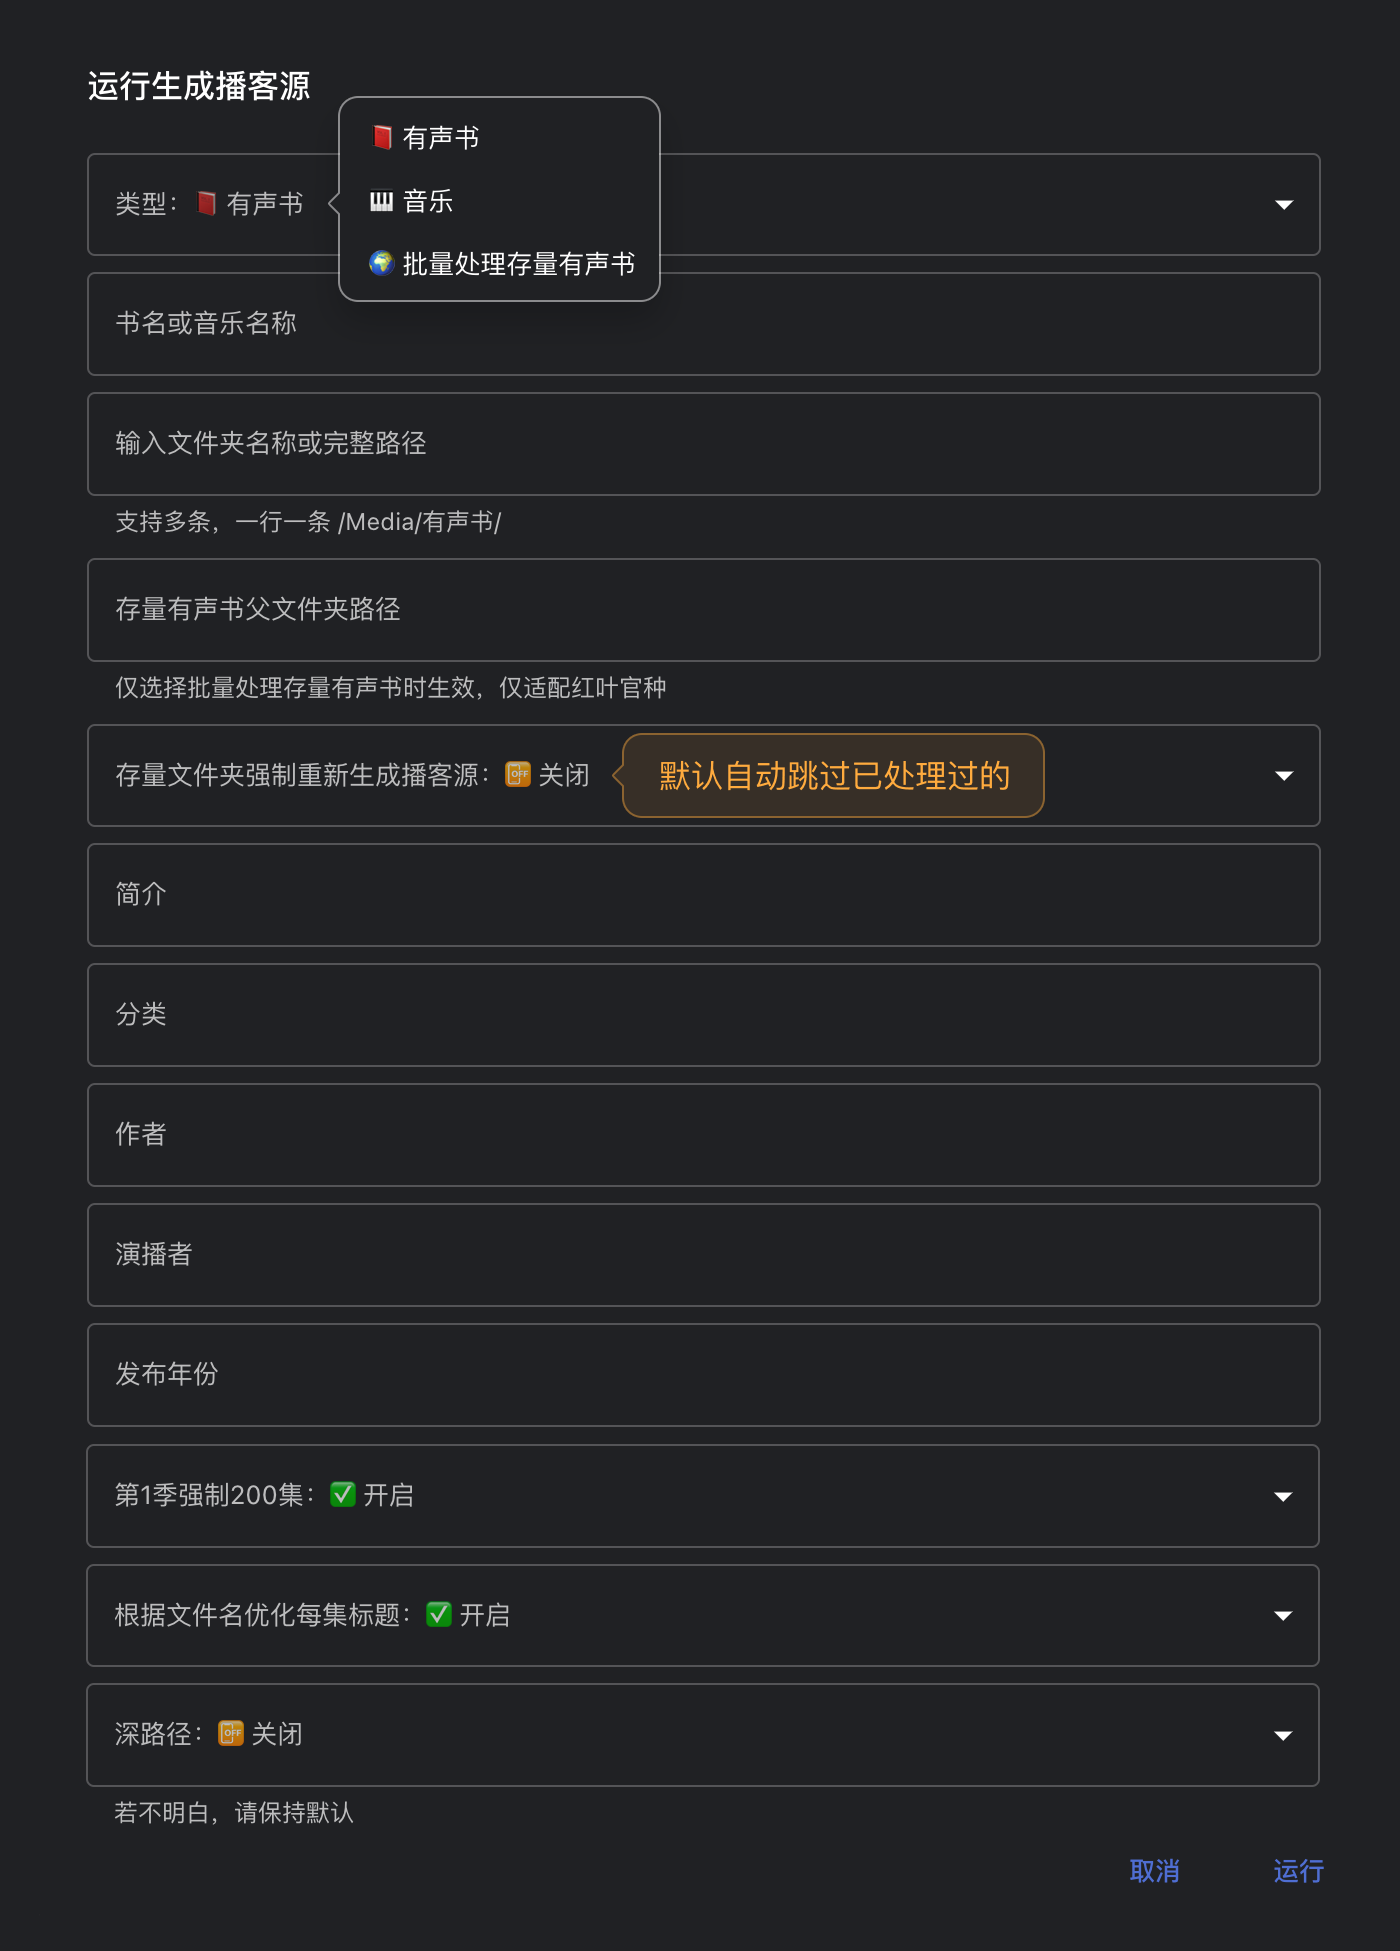 运行生成播客源
📕 有声书
🎹 音乐
🌍 批量处理存量有声书
类型：📕 有声书
书名或音乐名称
输入文件夹名称或完整路径
支持多条，一行一条 /Media/有声书/
存量有声书父文件夹路径
仅选择批量处理存量有声书时生效，仅适配红叶官种
存量文件夹强制重新生成播客源：📴 关闭
默认自动跳过已处理过的
简介
分类
作者
演播者
发布年份
第1季强制200集：✅ 开启
根据文件名优化每集标题：✅ 开启
深路径：📴 关闭
若不明白，请保持默认
取消
运行